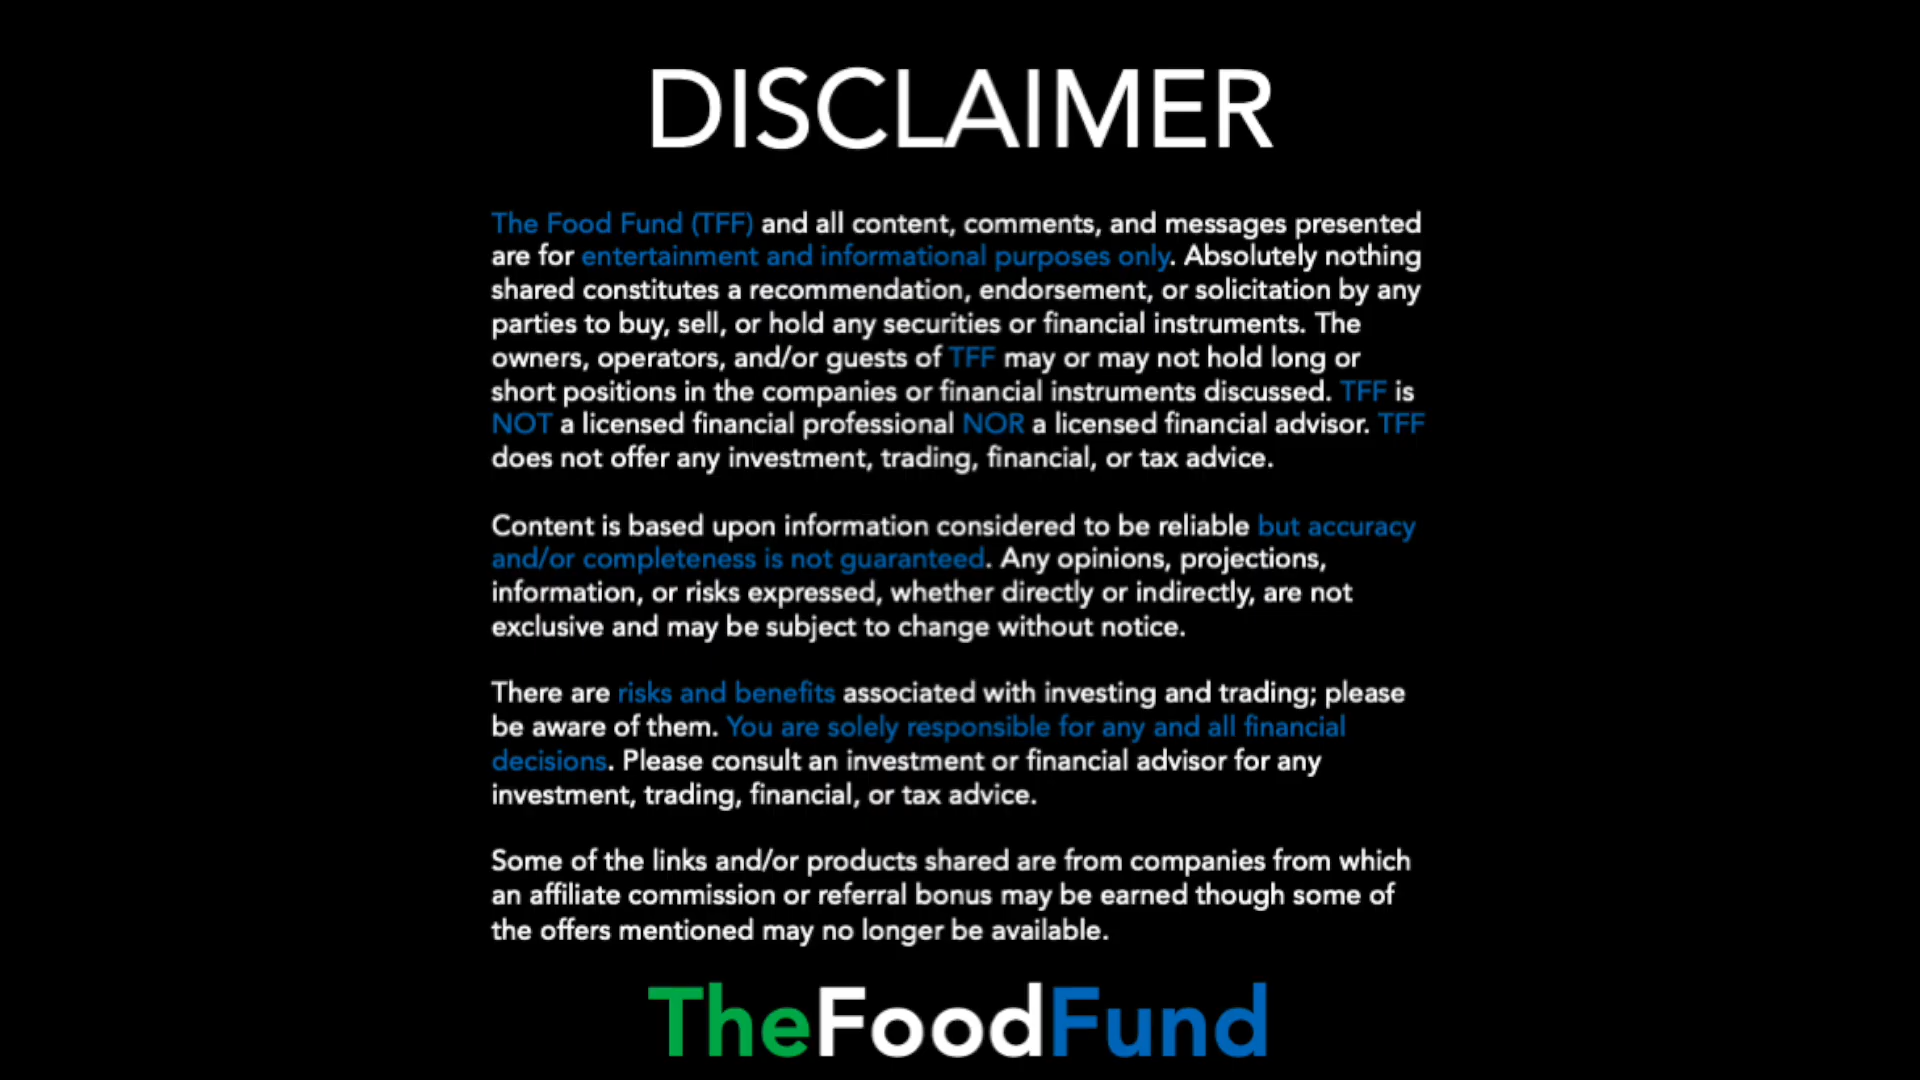 DISCLAIMER
The Food Fund (TFF) and all content, comments, and messages presented
are for entertainment and informational purposes only. Absolutely nothing
shared constitutes a recommendation, endorsement, or solicitation by any
parties to buy, sell, or hold any securities or financial instruments. The
owners, operators, and/or guests of TFF may or may not hold long or
short positions in the companies or financial instruments discussed. TFF is
NOT a licensed financial professional NOR a licensed financial advisor. TFF
does not offer any investment, trading, financial, or tax advice.
Content is based upon information considered to be reliable but accuracy
and/or completeness is not guaranteed. Any opinions, projections,
information, or risks expressed, whether directly or indirectly, are not
exclusive and may be subject to change without notice.
There are risks and benefits associated with investing and trading; please
be aware of them. You are solely responsible for any and all financial
decisions. Please consult an investment or financial advisor for any
investment, trading, financial, or tax advice.
Some of the links and/or products shared are from companies from which
an affiliate commission or referral bonus may be earned though some of
the offers mentioned may no longer be available.
TheFoodFund